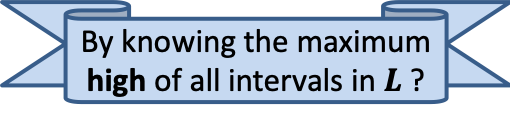 By knowing the maximum
high of all intervals in L ?